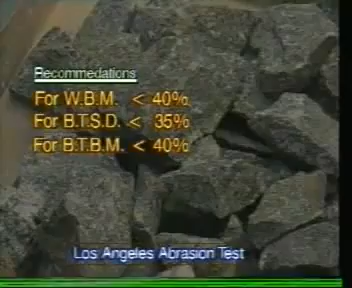 Recommedations
For W.B.M. < 40%
For B.T.S.D. < 35%
For B.T.B.M. < 40%
Los Angeles Abrasion Test